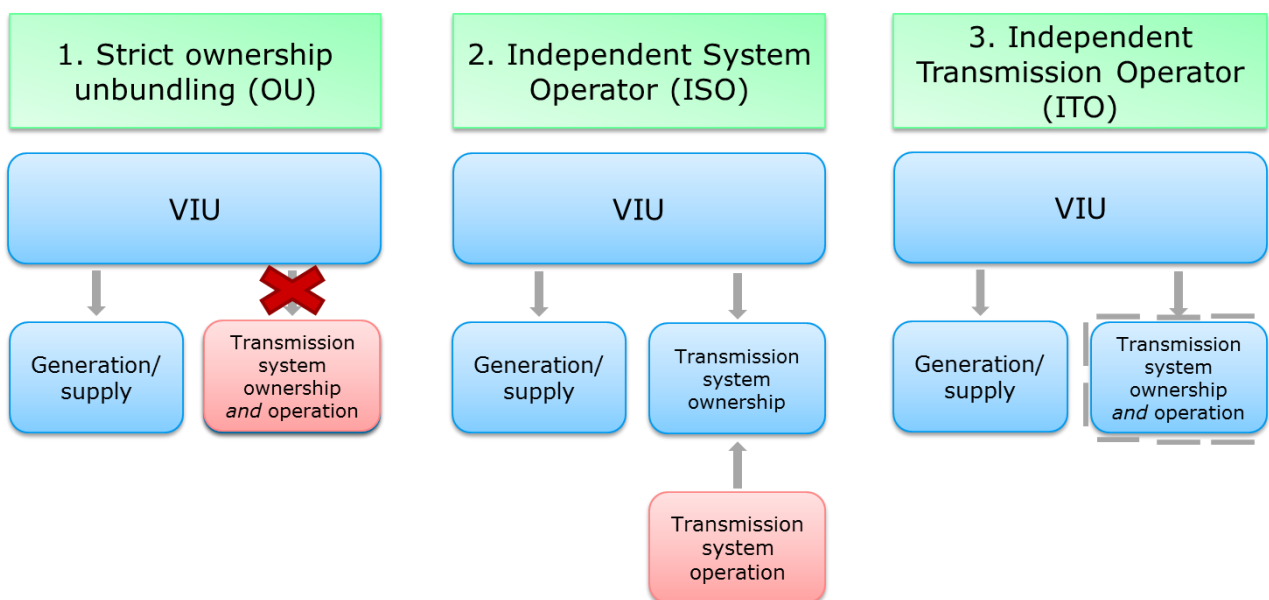 1. Strict ownership
unbundling (OU)
2. Independent System
Operator (ISO)
3. Independent
Transmission Operator
(ITO)
VIU
VIU
VIU
Generation/
supply
Transmission
system
ownership
and operation
Generation/
supply
Transmission
system
ownership
Generation/
supply
Transmission
system
ownership
and operation
Transmission
system
operation